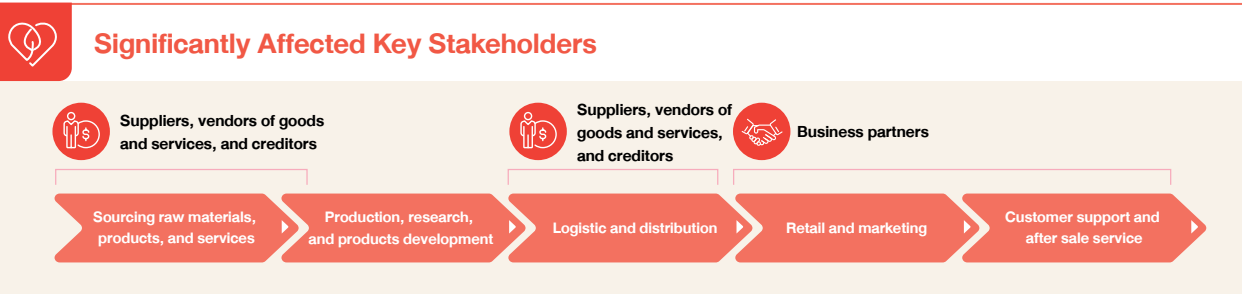 Significantly Affected Key Stakeholders
Suppliers, vendors of goods
and services, and creditors
Suppliers, vendors of
goods and services,
and creditors
Business partners
Sourcing raw materials,
products, and services
Production, research,
and products development
Logistic and distribution
Retail and marketing
Customer support and
after sale service